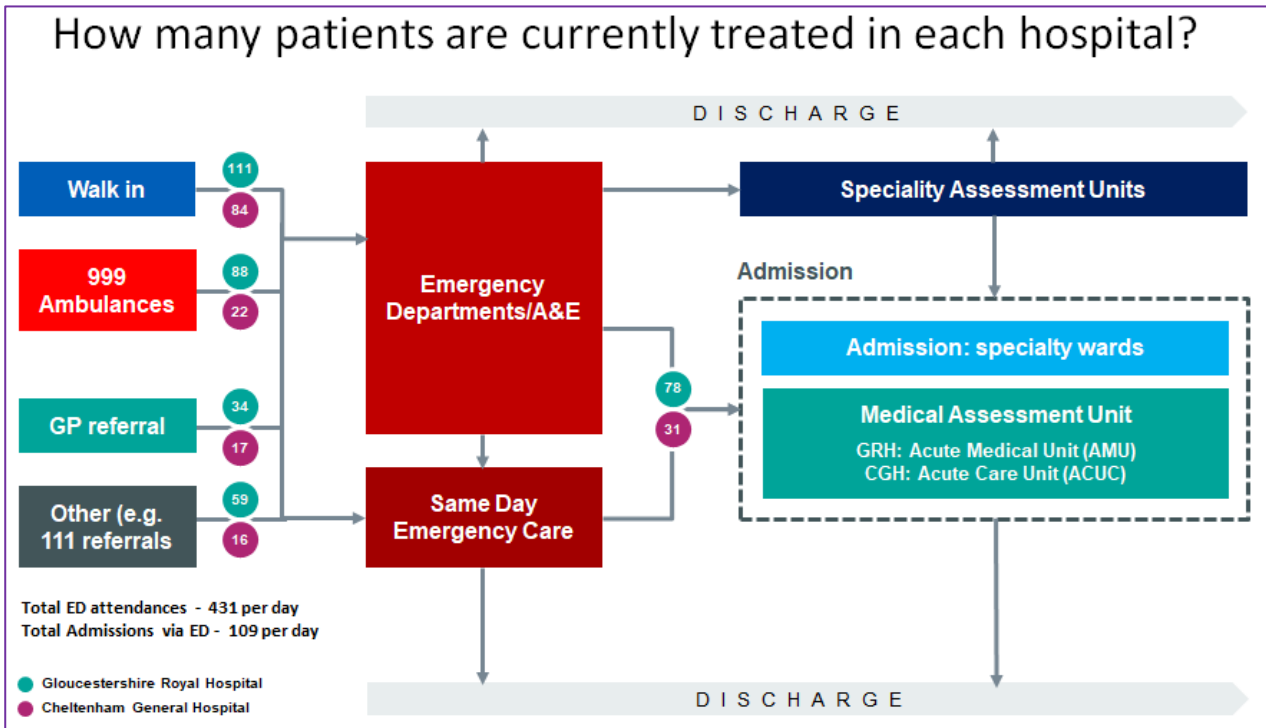 How many patients are currently treated in each hospital?
DISCHARGE
Walk in
111
84
999
Ambulances
88
22
GP referral
34
17
Other (e.g.
111 referrals
59
16
Emergency
Departments/A&E
Same Day
Emergency Care
78
31
Speciality Assessment Units
Admission
Admission: specialty wards
Medical Assessment Unit
GRH: Acute Medical Unit (AMU)
CGH: Acute Care Unit (ACUC)
Total ED attendances - 431 per day
Total Admissions via ED - 109 per day
Gloucestershire Royal Hospital
Cheltenham General Hospital
DISCHARGE